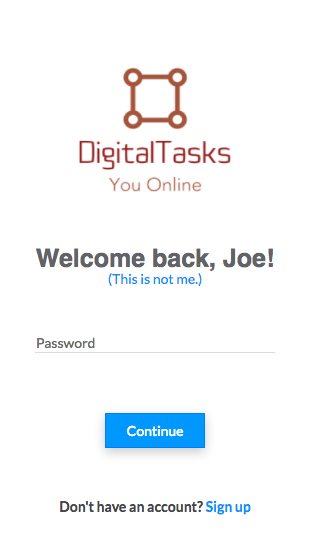 DigitalTasks
You Online
Welcome back, Joe!
(This is not me.)
Password
Continue
Don't have an account? Sign up